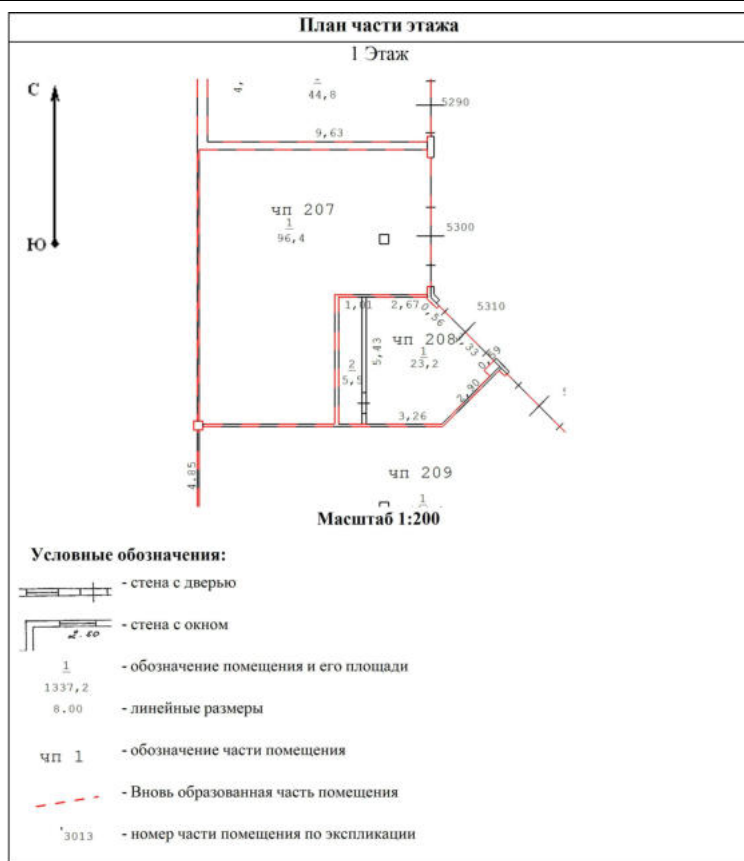 План части этажа
1 Этаж
С
Ю
4,
44,8
5290
9,63
чп 207
1
96,4
5300
1,01
2,67
0,56
5310
чп 208
1
23,2
5,43
2
3,26
2,90
чп 209
1
4,85
Масштаб 1:200
Условные обозначения:
- стена с дверью
2.60
- стена с окном
1
1337,2
- обозначение помещения и его площади
8.00
- линейные размеры
чп 1
- обозначение части помещения
- Вновь образованная часть помещения
3013
- номер части помещения по экспликации